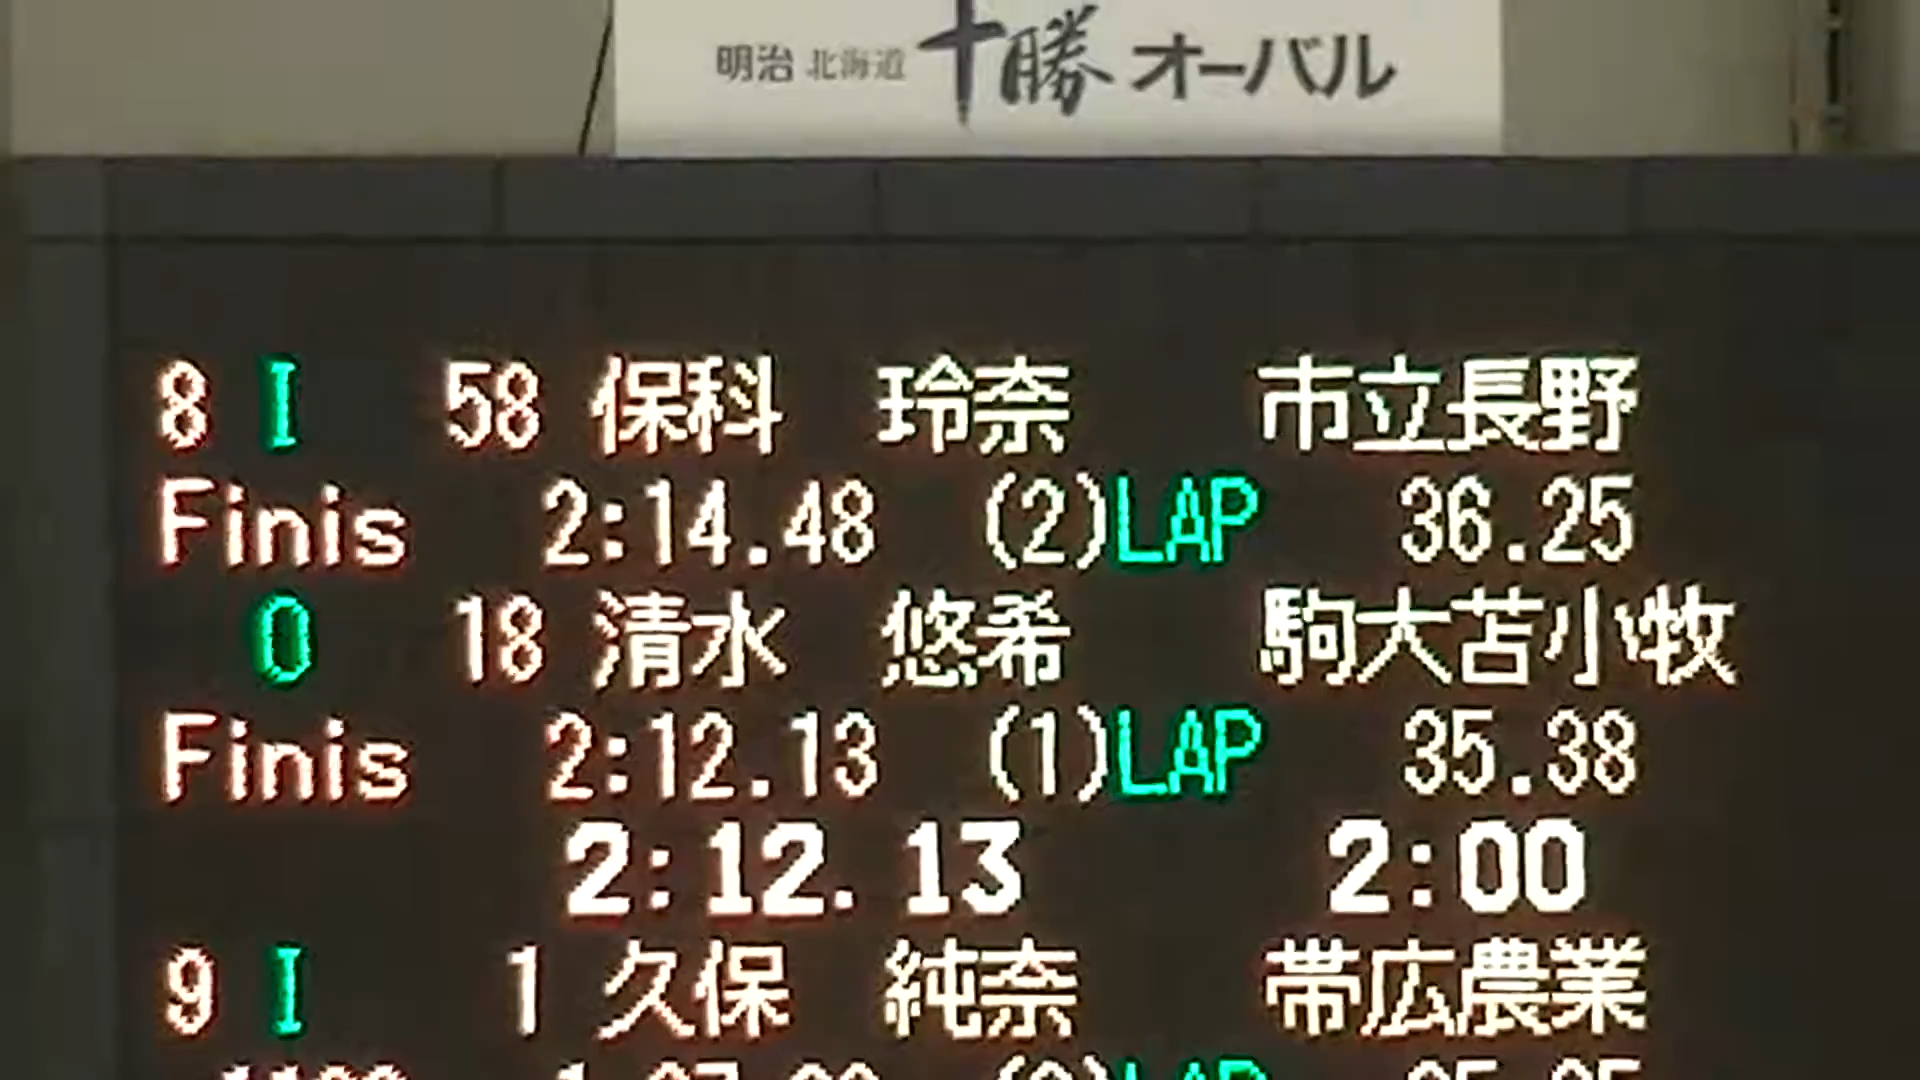 明治 北海道 十勝オーバル
8 I 58 保科 玲奈 市立長野
Finis 2:14.48 (2)LAP 36.25
O 18 清水 悠希 駒大苫小牧
Finis 2:12.13 (1)LAP 35.38
2:12.13 2:00
9 I 1 久保 純奈 帯広農業